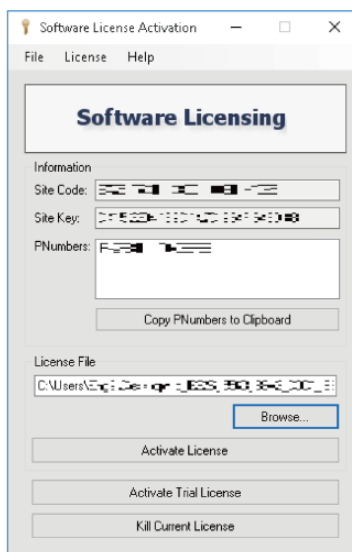 Software License Activation
File License Help
Software Licensing
Information
Site Code:
Site Key:
PNumbers:
Copy PNumbers to Clipboard
License File
C:\Users\
Browse...
Activate License
Activate Trial License
Kill Current License